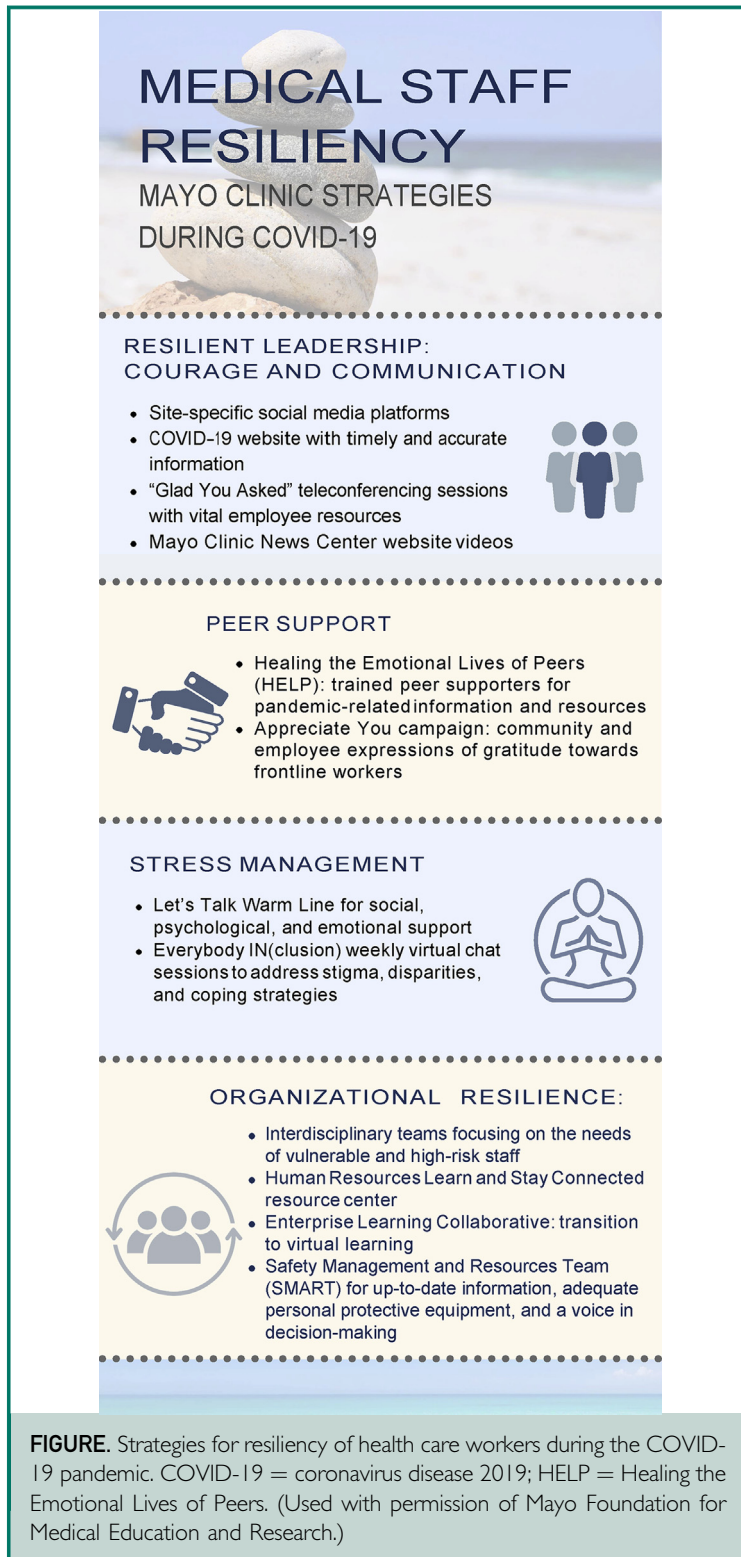 MEDICAL STAFF
RESILIENCY
MAYO CLINIC STRATEGIES
DURING COVID-19
RESILIENT LEADERSHIP:
COURAGE AND COMMUNICATION
• Site-specific social media platforms
• COVID-19 website with timely and accurate
information
• “Glad You Asked” teleconferencing sessions
with vital employee resources
• Mayo Clinic News Center website videos
PEER SUPPORT
• Healing the Emotional Lives of Peers
(HELP): trained peer supporters for
pandemic-related information and resources
• Appreciate You campaign: community and
employee expressions of gratitude towards
frontline workers
STRESS MANAGEMENT
• Let’s Talk Warm Line for social,
psychological, and emotional support
• Everybody IN(clusion) weekly virtual chat
sessions to address stigma, disparities,
and coping strategies
ORGANIZATIONAL RESILIENCE:
• Interdisciplinary teams focusing on the needs
of vulnerable and high-risk staff
• Human Resources Learn and Stay Connected
resource center
• Enterprise Learning Collaborative: transition
to virtual learning
• Safety Management and Resources Team
(SMART) for up-to-date information, adequate
personal protective equipment, and a voice in
decision-making
FIGURE. Strategies for resiliency of health care workers during the COVID-
19 pandemic. COVID-19 = coronavirus disease 2019; HELP = Healing the
Emotional Lives of Peers. (Used with permission of Mayo Foundation for
Medical Education and Research.)